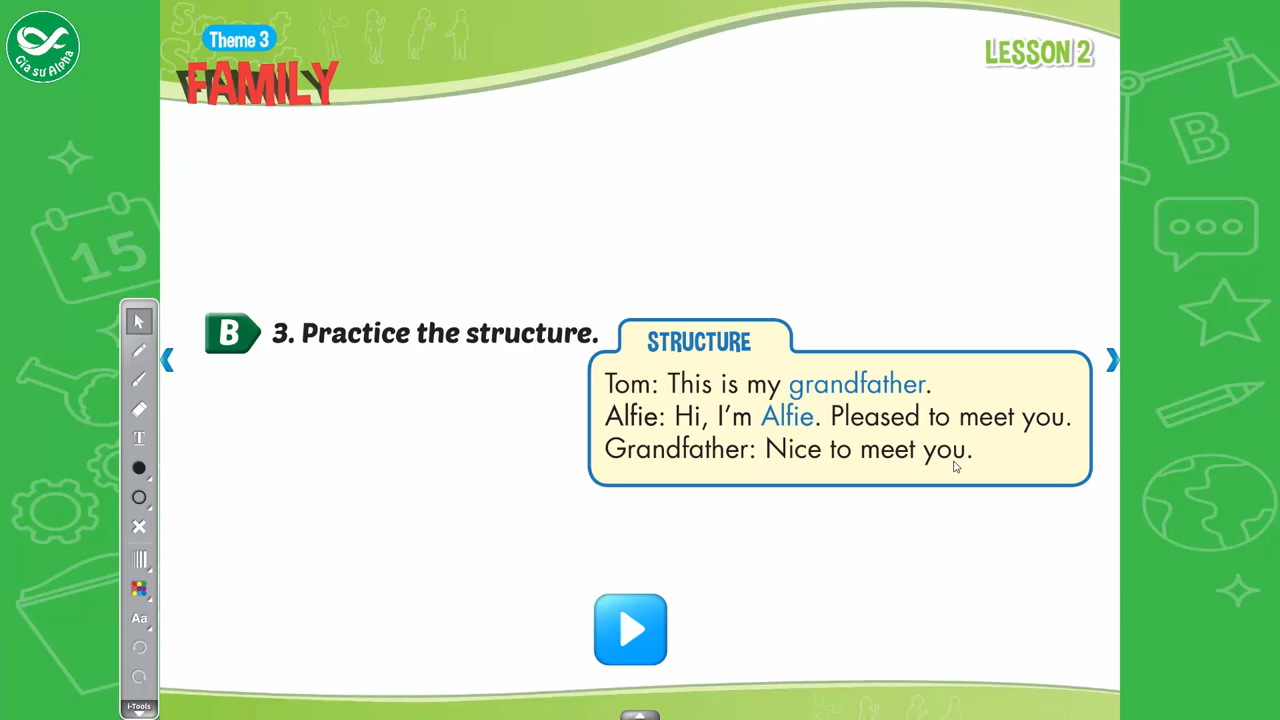 Gia sư Alpha
Theme 3
FAMILY
LESSON 2
B
15
B 3. Practice the structure.
STRUCTURE
Tom: This is my grandfather.
Alfie: Hi, I'm Alfie. Pleased to meet you.
Grandfather: Nice to meet you.
T
Aa
i-Tools